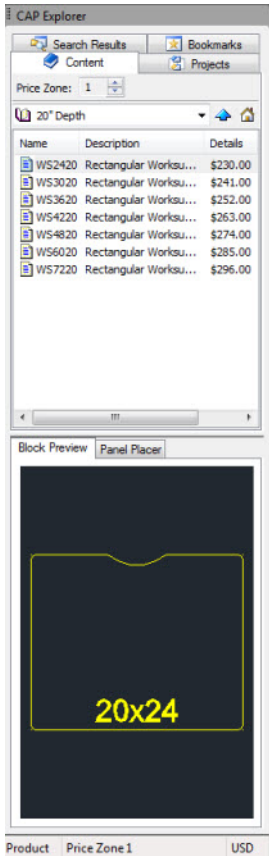 CAP Explorer
Search Results Bookmarks
Content Projects
Price Zone: 1
20" Depth
Name Description Details
WS2420 Rectangular Worksu... $230.00
WS3020 Rectangular Worksu... $241.00
WS3620 Rectangular Worksu... $252.00
WS4220 Rectangular Worksu... $263.00
WS4820 Rectangular Worksu... $274.00
WS6020 Rectangular Worksu... $285.00
WS7220 Rectangular Worksu... $296.00
Block Preview Panel Placer
20x24
Product Price Zone 1 USD